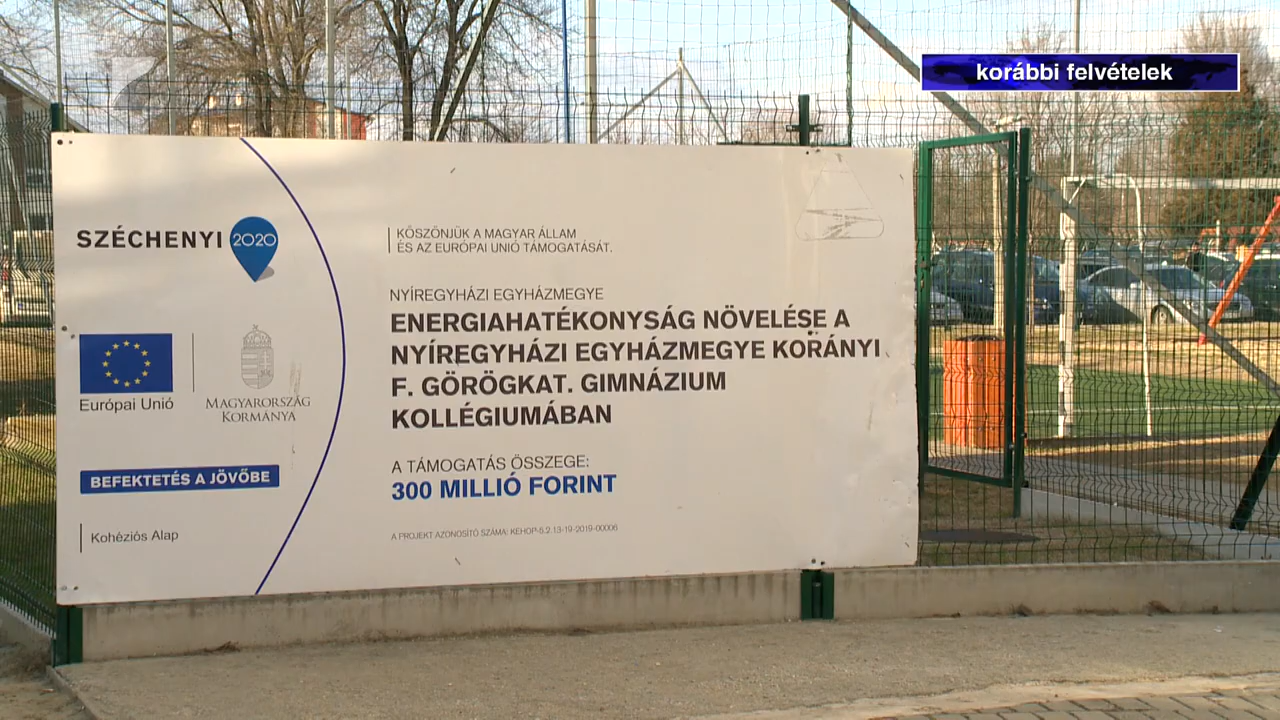 korábbi felvételek
SZÉCHENYI 2020
KÖSZÖNJÜK A MAGYAR ÁLLAM
ÉS AZ EURÓPAI UNIÓ TÁMOGATÁSÁT.
NYÍREGYHÁZI EGYHÁZMEGYE
ENERGIAHATÉKONYSÁG NÖVELÉSE A
NYÍREGYHÁZI EGYHÁZMEGYE KORÁNYI
F. GÖRÖGKAT. GIMNÁZIUM
KOLLÉGIUMÁBAN
Európai Unió
MAGYARORSZÁG
KORMÁNYA
BEFEKTETÉS A JÖVŐBE
Kohéziós Alap
A TÁMOGATÁS ÖSSZEGE:
300 MILLIÓ FORINT
A PROJEKT AZONOSÍTÓ SZÁMA: KEHOP-5.2.13-19-2019-00006